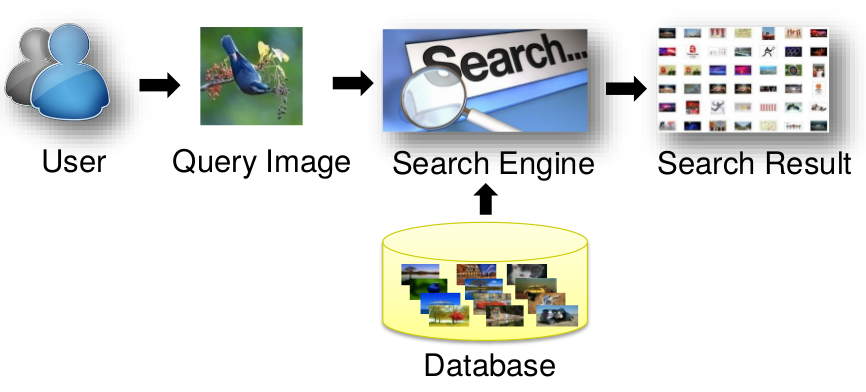 Search...
User
Query Image
Search Engine
Search Result
Database